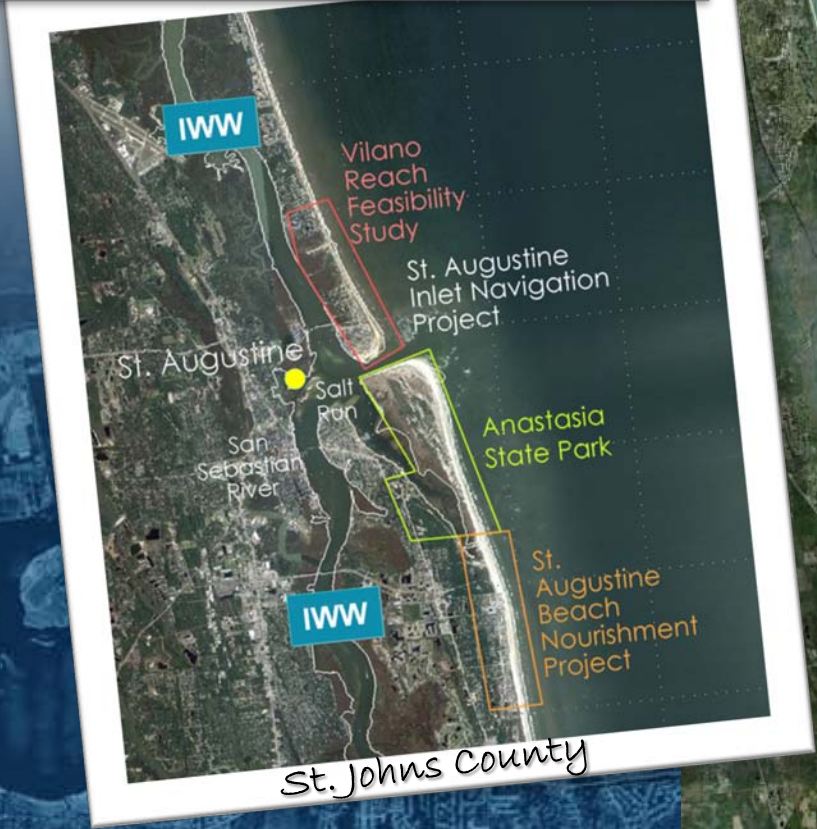 IWW
Vilano
Reach
Feasibility
Study
St. Augustine
Inlet Navigation
Project
St. Augustine
Salt
Run
San
Sebastian
River
Anastasia
State Park
St.
Augustine
Beach
Nourishment
Project
IWW
St. Johns County